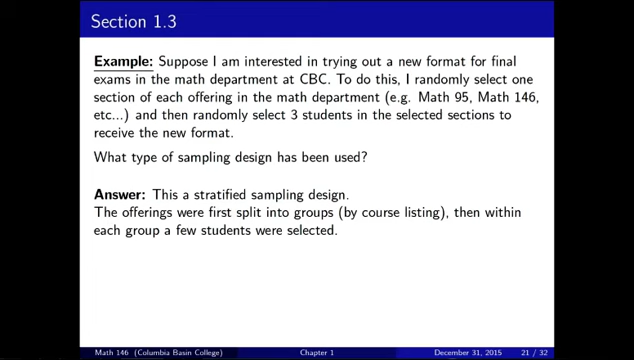 Section 1.3
Example: Suppose I am interested in trying out a new format for final
exams in the math department at CBC. To do this, I randomly select one
section of each offering in the math department (e.g. Math 95, Math 146,
etc...) and then randomly select 3 students in the selected sections to
receive the new format.
What type of sampling design has been used?
Answer: This a stratified sampling design.
The offerings were first split into groups (by course listing), then within
each group a few students were selected.
Math 146 (Columbia Basin College) Chapter 1 December 31, 2015 21 / 32